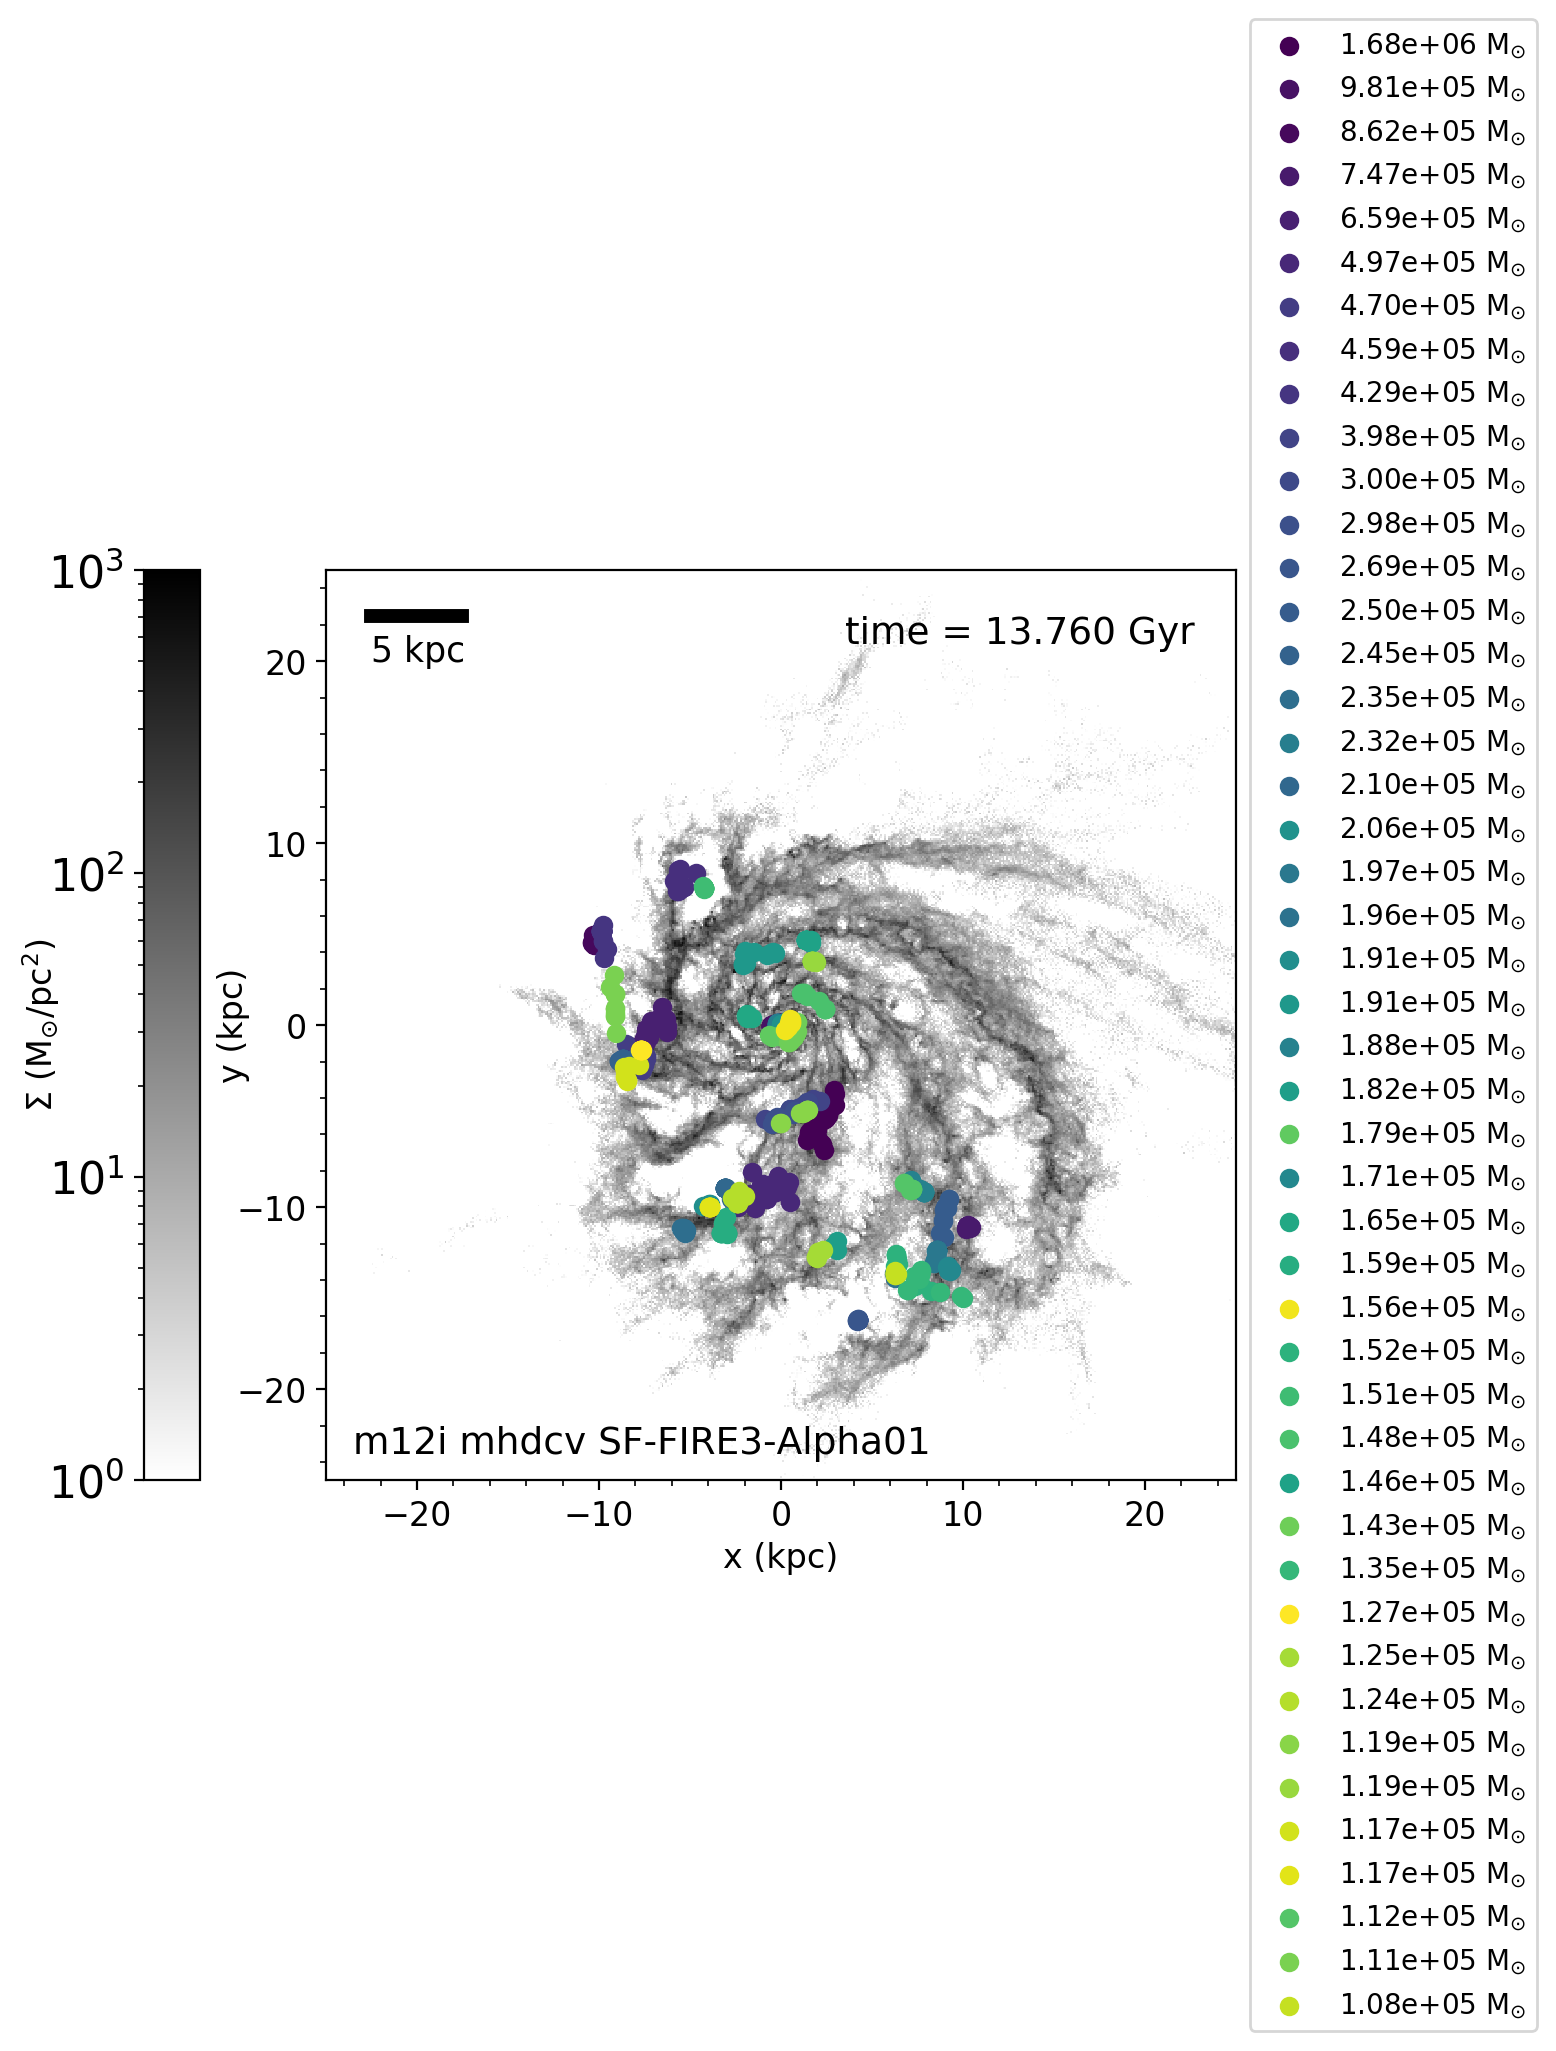 10³
10²
10¹
10⁰
Σ (M⊙/pc²)
y (kpc)
20
10
0
−10
−20
5 kpc
time = 13.760 Gyr
m12i mhdcv SF-FIRE3-Alpha01
−20 −10 0 10 20
x (kpc)
1.68e+06 M⊙
9.81e+05 M⊙
8.62e+05 M⊙
7.47e+05 M⊙
6.59e+05 M⊙
4.97e+05 M⊙
4.70e+05 M⊙
4.59e+05 M⊙
4.29e+05 M⊙
3.98e+05 M⊙
3.00e+05 M⊙
2.98e+05 M⊙
2.69e+05 M⊙
2.50e+05 M⊙
2.45e+05 M⊙
2.35e+05 M⊙
2.32e+05 M⊙
2.10e+05 M⊙
2.06e+05 M⊙
1.97e+05 M⊙
1.96e+05 M⊙
1.91e+05 M⊙
1.91e+05 M⊙
1.88e+05 M⊙
1.82e+05 M⊙
1.79e+05 M⊙
1.71e+05 M⊙
1.65e+05 M⊙
1.59e+05 M⊙
1.56e+05 M⊙
1.52e+05 M⊙
1.51e+05 M⊙
1.48e+05 M⊙
1.46e+05 M⊙
1.43e+05 M⊙
1.35e+05 M⊙
1.27e+05 M⊙
1.25e+05 M⊙
1.24e+05 M⊙
1.19e+05 M⊙
1.19e+05 M⊙
1.17e+05 M⊙
1.17e+05 M⊙
1.12e+05 M⊙
1.11e+05 M⊙
1.08e+05 M⊙